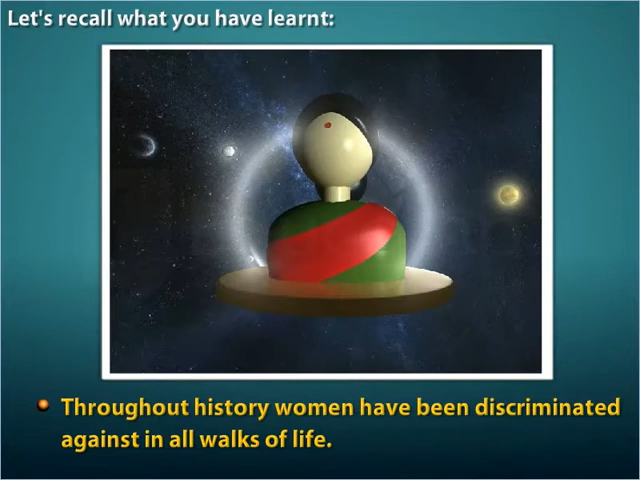 Let's recall what you have learnt:
Throughout history women have been discriminated
against in all walks of life.